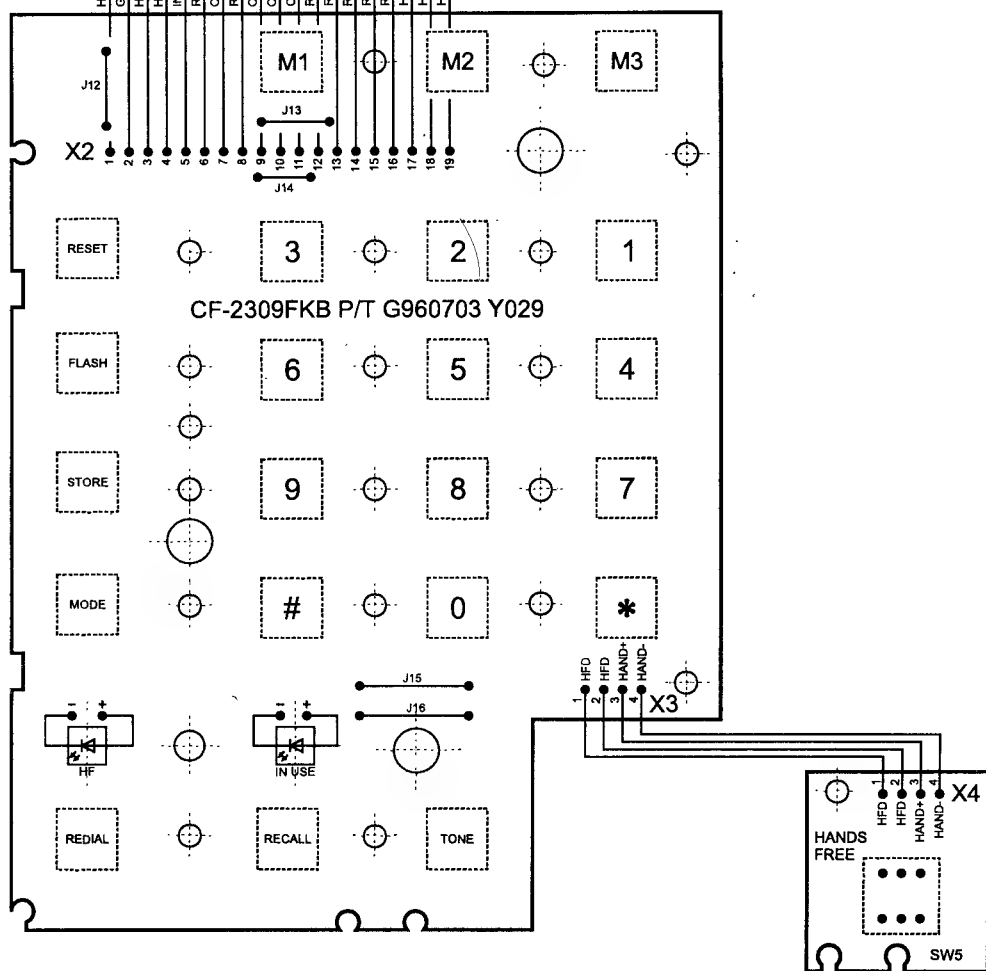 J12
M1
M2
M3
J13
X2
1 2 3 4 5 6 7 8 9 10 11 12 13 14 15 16 17 18 19
J14
RESET
3
2
1
CF-2309FKB P/T G960703 Y029
FLASH
6
5
4
STORE
9
8
7
MODE
#
0
*
HFD HFD HAND+ HAND-
1 2 3 4
X3
J15
J16
- +
HF
- +
IN USE
REDIAL
RECALL
TONE
1 2 3 4
HFD HFD HAND+ HAND-
X4
HANDS
FREE
SW5